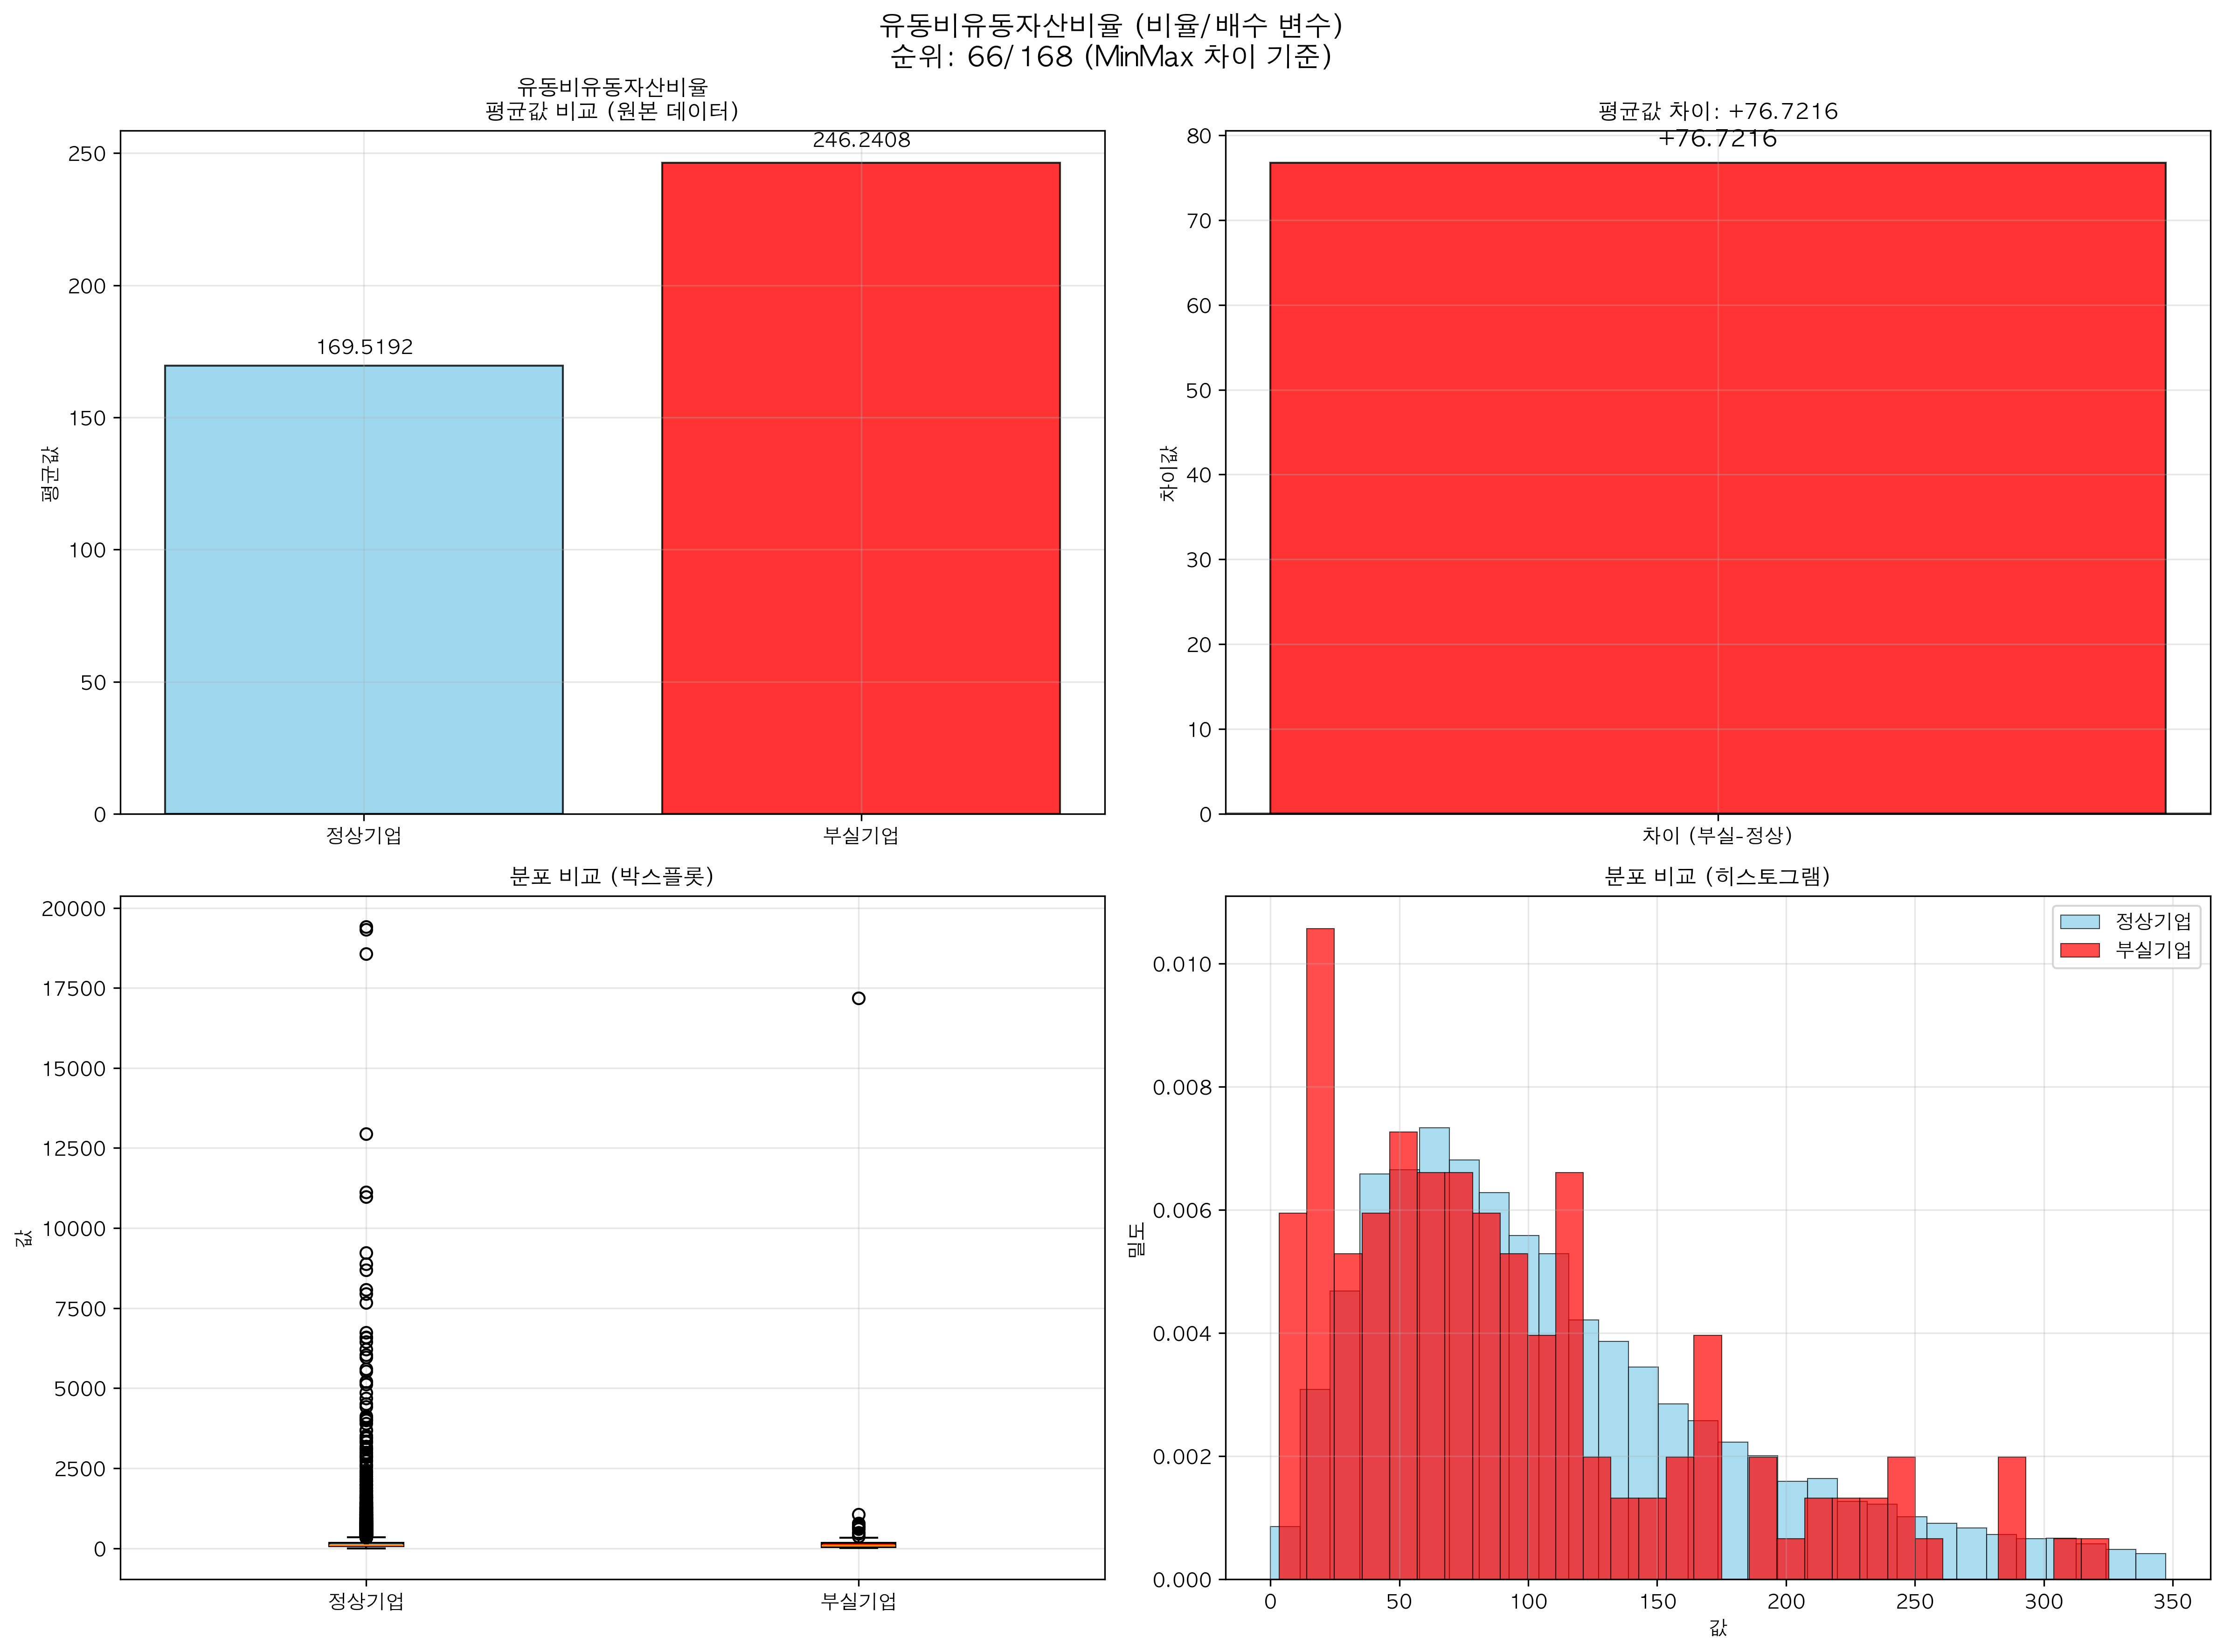 유동비유동자산비율 (비율/배수 변수)
순위: 66/168 (MinMax 차이 기준)
유동비유동자산비율
평균값 비교 (원본 데이터)
평균값
250
200
150
100
50
0
169.5192
246.2408
정상기업
부실기업
평균값 차이: +76.7216
+76.7216
차이값
80
70
60
50
40
30
20
10
0
차이 (부실-정상)
분포 비교 (박스플롯)
값
20000
17500
15000
12500
10000
7500
5000
2500
0
정상기업
부실기업
분포 비교 (히스토그램)
정상기업
부실기업
밀도
0.010
0.008
0.006
0.004
0.002
0.000
0
50
100
150
200
250
300
350
값